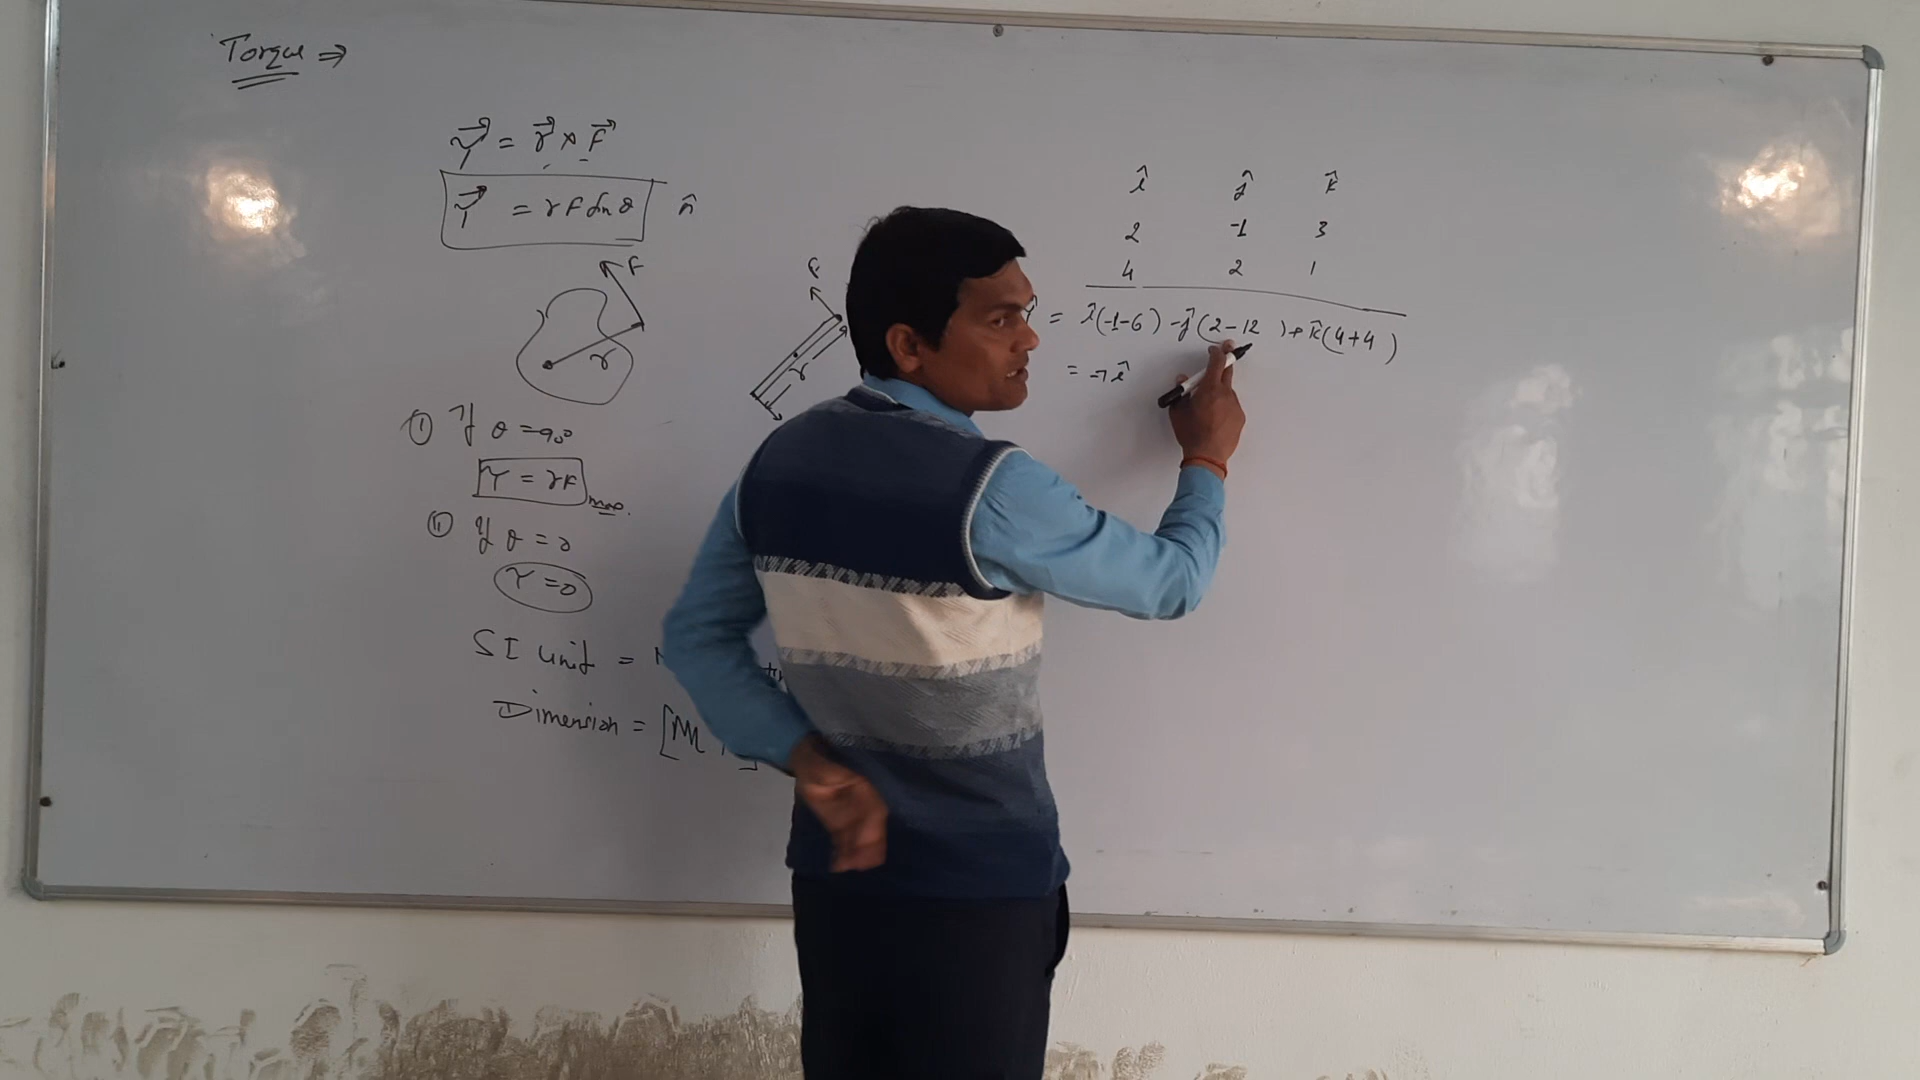 Torque ⇒
τ⃗ = r⃗ × F⃗
τ⃗ = rF sinθ n̂
F
r
F
r
① If θ = 90°
τ = rF max.
② If θ = 0
τ = 0
SI unit =
Dimension = [M
î ĵ k̂
2 -1 3
4 2 1
= î(-1-6) -ĵ(2-12 ) + k̂(4+4 )
= -7î